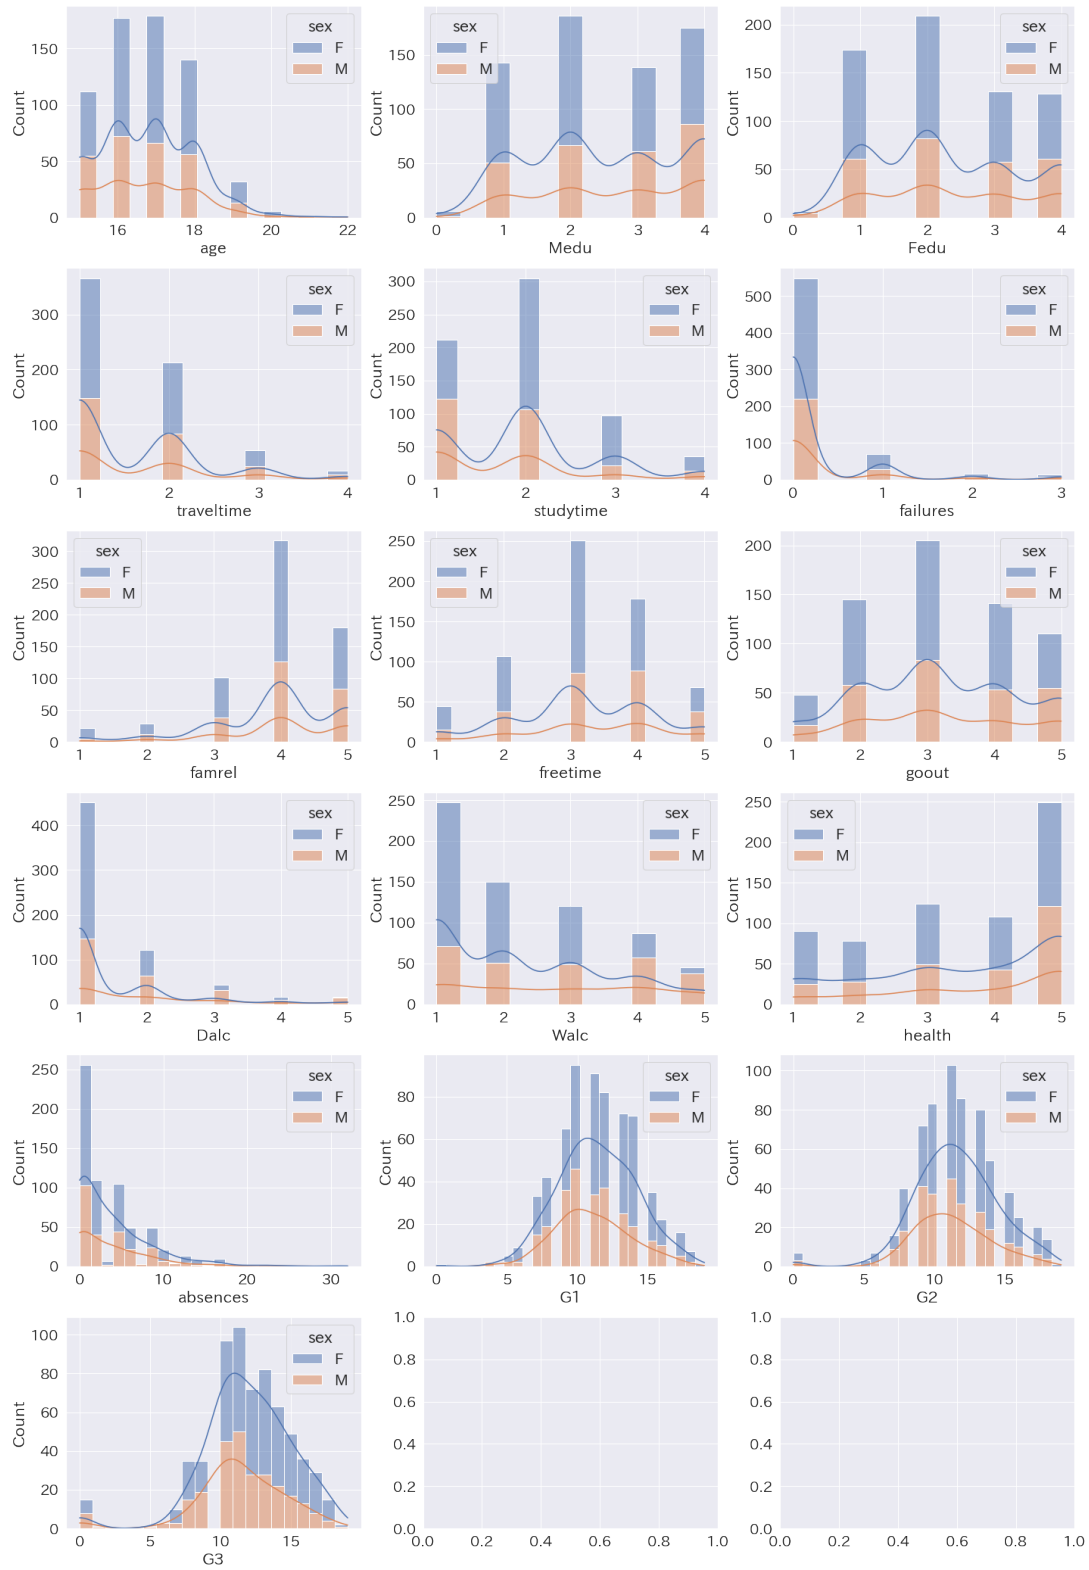 sex
F
M
150
100
50
0
Count
16
18
20
22
age
sex
F
M
150
100
50
0
Count
0
1
2
3
4
Medu
sex
F
M
200
150
100
50
0
Count
0
1
2
3
4
Fedu
sex
F
M
300
200
100
0
Count
1
2
3
4
traveltime
sex
F
M
300
250
200
150
100
50
0
Count
1
2
3
4
studytime
sex
F
M
500
400
300
200
100
0
Count
0
1
2
3
failures
sex
F
M
300
250
200
150
100
50
0
Count
1
2
3
4
5
famrel
sex
F
M
250
200
150
100
50
0
Count
1
2
3
4
5
freetime
sex
F
M
200
150
100
50
0
Count
1
2
3
4
5
goout
sex
F
M
400
300
200
100
0
Count
1
2
3
4
5
Dalc
sex
F
M
250
200
150
100
50
0
Count
1
2
3
4
5
Walc
sex
F
M
250
200
150
100
50
0
Count
1
2
3
4
5
health
sex
F
M
250
200
150
100
50
0
Count
0
10
20
30
absences
sex
F
M
80
60
40
20
0
Count
0
5
10
15
G1
sex
F
M
100
80
60
40
20
0
Count
0
5
10
15
G2
sex
F
M
100
80
60
40
20
0
Count
0
5
10
15
G3
1.0
0.8
0.6
0.4
0.2
0.0
0.0
0.2
0.4
0.6
0.8
1.0
1.0
0.8
0.6
0.4
0.2
0.0
0.0
0.2
0.4
0.6
0.8
1.0